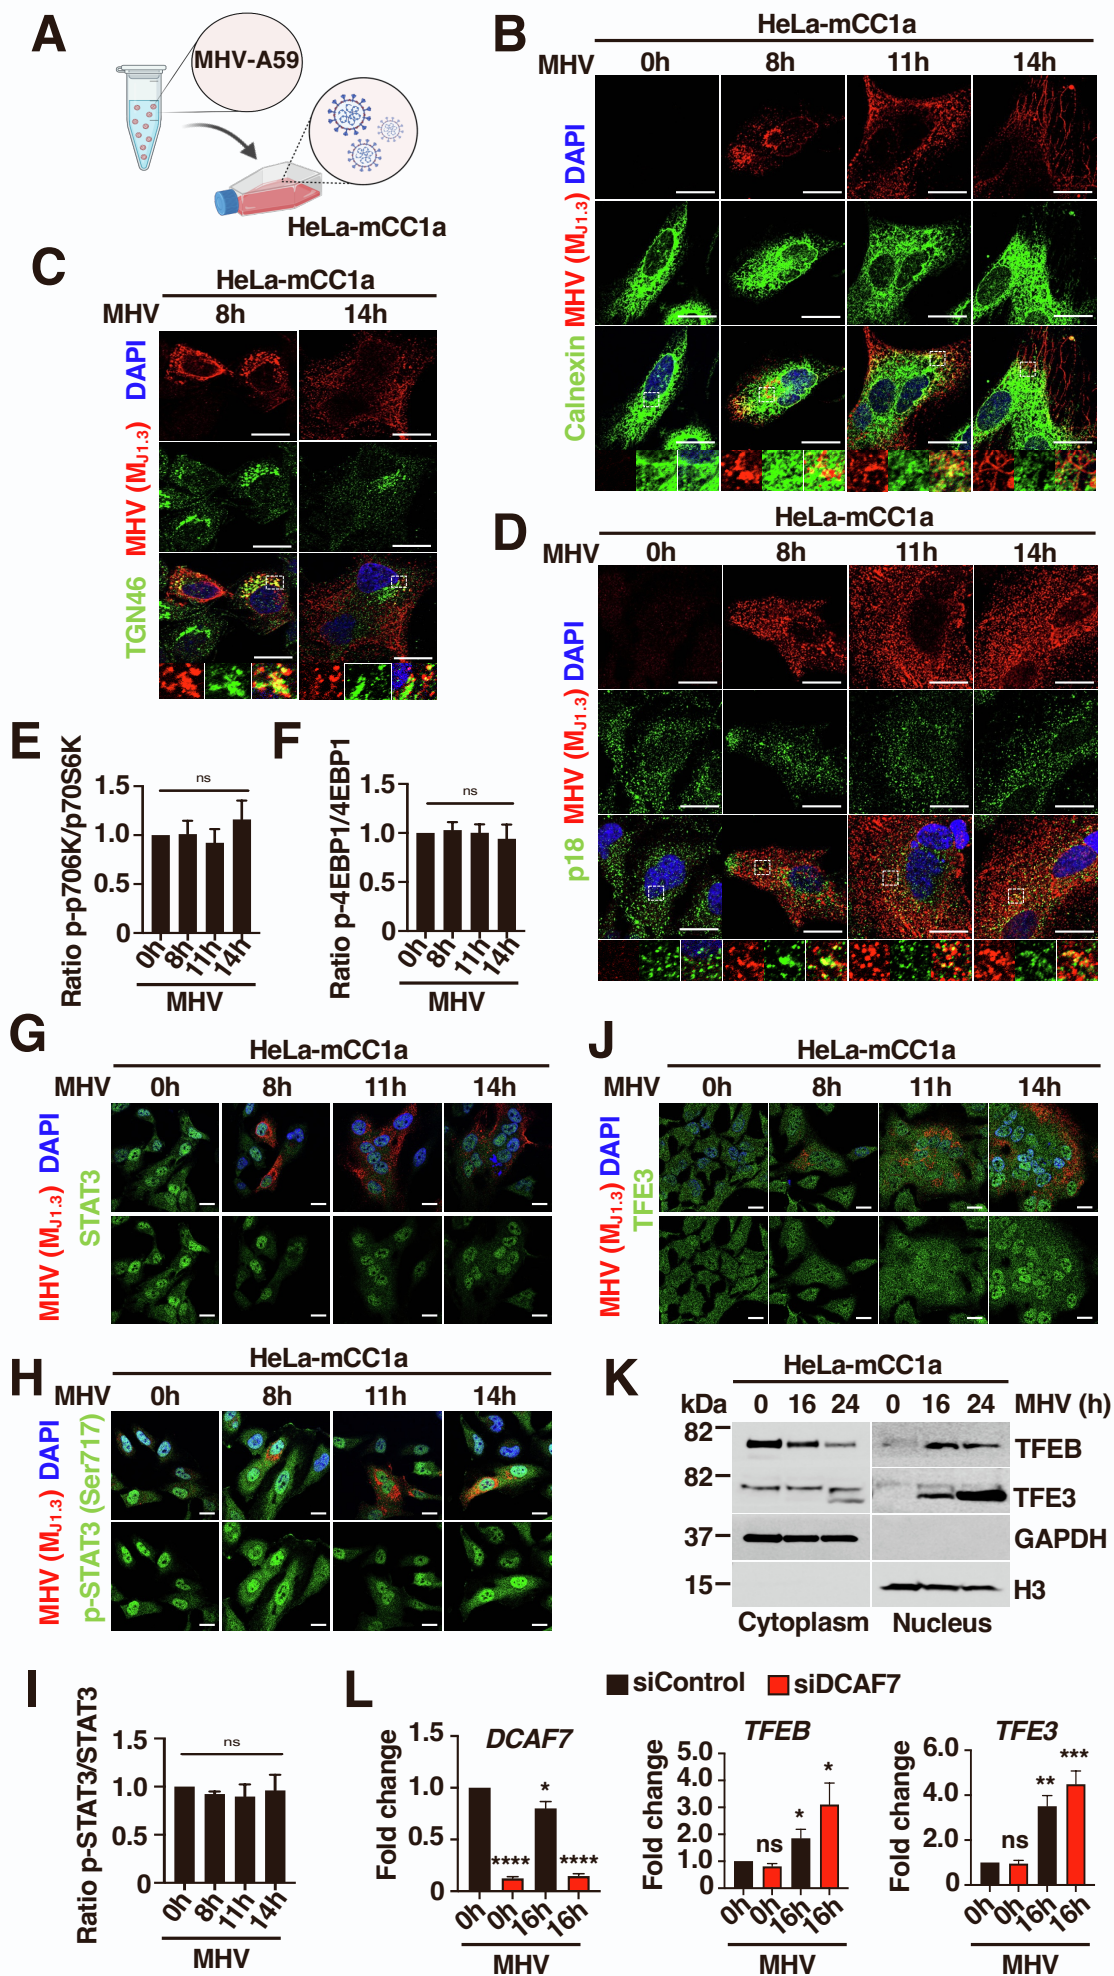 A
MHV-A59
HeLa-mCC1a
B
HeLa-mCC1a
MHV 0h 8h 11h 14h
Calnexin MHV (MJ1.3) DAPI
C
HeLa-mCC1a
MHV 8h 14h
TGN46 MHV (MJ1.3) DAPI
D
HeLa-mCC1a
MHV 0h 8h 11h 14h
p18 MHV (MJ1.3) DAPI
E
Ratio p-p706K/p70S6K
1.5
1.0
0.5
0
ns
0h 8h 11h 14h
MHV
F
Ratio p-4EBP1/4EBP1
1.5
1.0
0.5
0
ns
0h 8h 11h 14h
MHV
G
HeLa-mCC1a
MHV 0h 8h 11h 14h
MHV (MJ1.3) DAPI
STAT3
J
HeLa-mCC1a
MHV 0h 8h 11h 14h
MHV (MJ1.3) DAPI
TFE3
H
HeLa-mCC1a
MHV 0h 8h 11h 14h
MHV (MJ1.3) DAPI
p-STAT3 (Ser717)
K
HeLa-mCC1a
kDa 0 16 24 0 16 24 MHV (h)
82 TFEB
82 TFE3
37 GAPDH
15 H3
Cytoplasm Nucleus
I
Ratio p-STAT3/STAT3
1.5
1.0
0.5
0
ns
0h 8h 11h 14h
MHV
L
siControl siDCAF7
DCAF7
Fold change
1.5
1.0
0.5
0
**** * ****
0h 0h 16h 16h
MHV
TFEB
Fold change
5.0
4.0
3.0
2.0
1.0
0
ns * *
0h 0h 16h 16h
MHV
TFE3
Fold change
6.0
4.0
2.0
0
ns ** ***
0h 0h 16h 16h
MHV